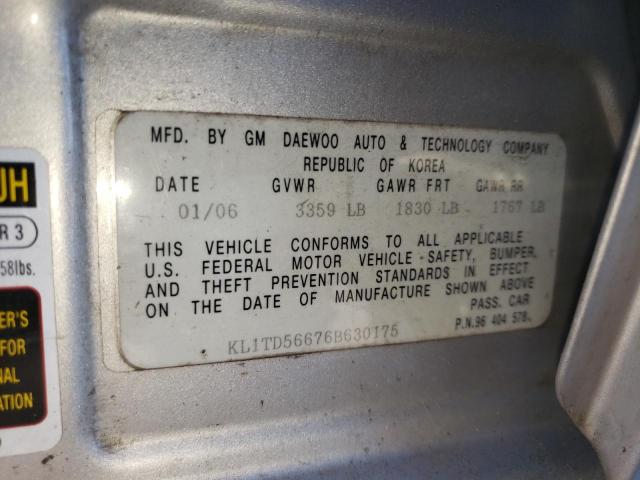 MFD. BY GM DAEWOO AUTO & TECHNOLOGY COMPANY
REPUBLIC OF KOREA
DATE GVWR GAWR FRT GAWR RR
01/06 3359 LB 1830 LB 1767 LB
THIS VEHICLE CONFORMS TO ALL APPLICABLE
U.S. FEDERAL MOTOR VEHICLE-SAFETY, BUMPER,
AND THEFT PREVENTION STANDARDS IN EFFECT
ON THE DATE OF MANUFACTURE SHOWN ABOVE
PASS. CAR
P.N.96 404 578
KL1TD56676B630175
UH
R 3
58lbs.
ER'S
FOR
NAL
ATION